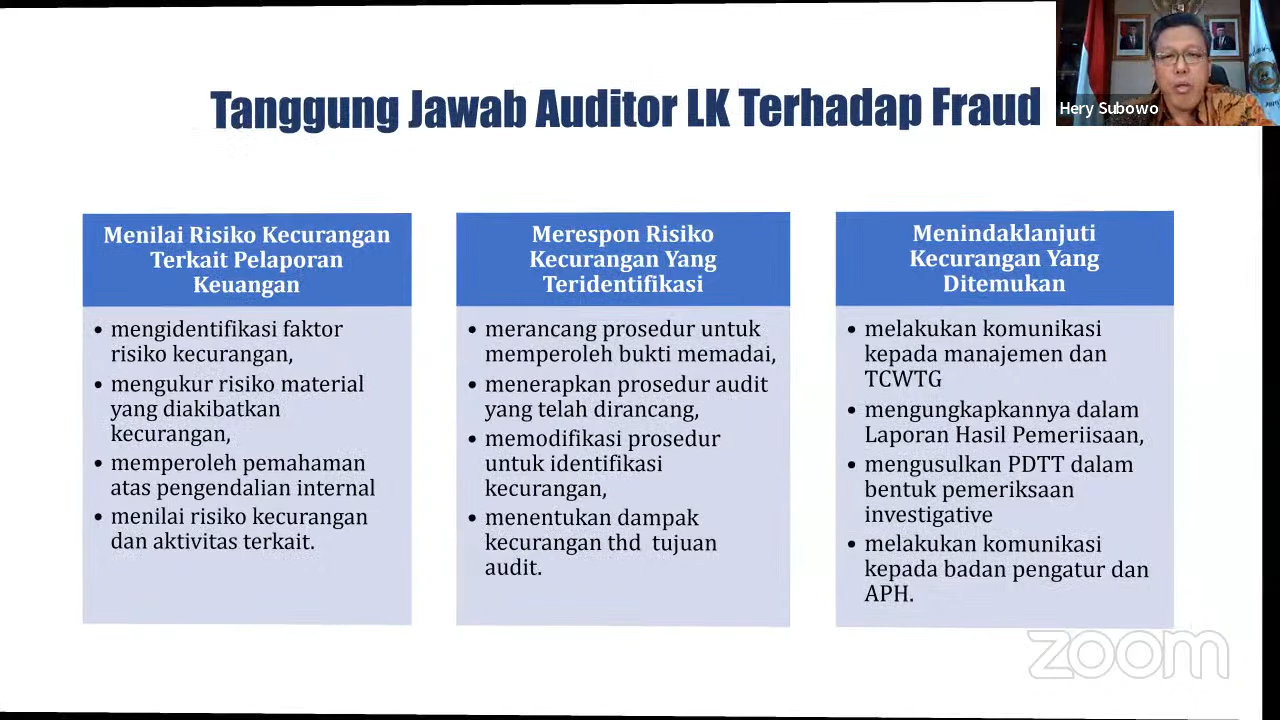 Tanggung Jawab Auditor LK Terhadap Fraud
Hery Subowo
Menilai Risiko Kecurangan
Terkait Pelaporan
Keuangan
• mengidentifikasi faktor
risiko kecurangan,
• mengukur risiko material
yang diakibatkan
kecurangan,
• memperoleh pemahaman
atas pengendalian internal
• menilai risiko kecurangan
dan aktivitas terkait.
Merespon Risiko
Kecurangan Yang
Teridentifikasi
• merancang prosedur untuk
memperoleh bukti memadai,
• menerapkan prosedur audit
yang telah dirancang,
• memodifikasi prosedur
untuk identifikasi
kecurangan,
• menentukan dampak
kecurangan thd tujuan
audit.
Menindaklanjuti
Kecurangan Yang
Ditemukan
• melakukan komunikasi
kepada manajemen dan
TCWTG
• mengungkapkannya dalam
Laporan Hasil Pemeriisaan,
• mengusulkan PDTT dalam
bentuk pemeriksaan
investigative
• melakukan komunikasi
kepada badan pengatur dan
APH.
zoom